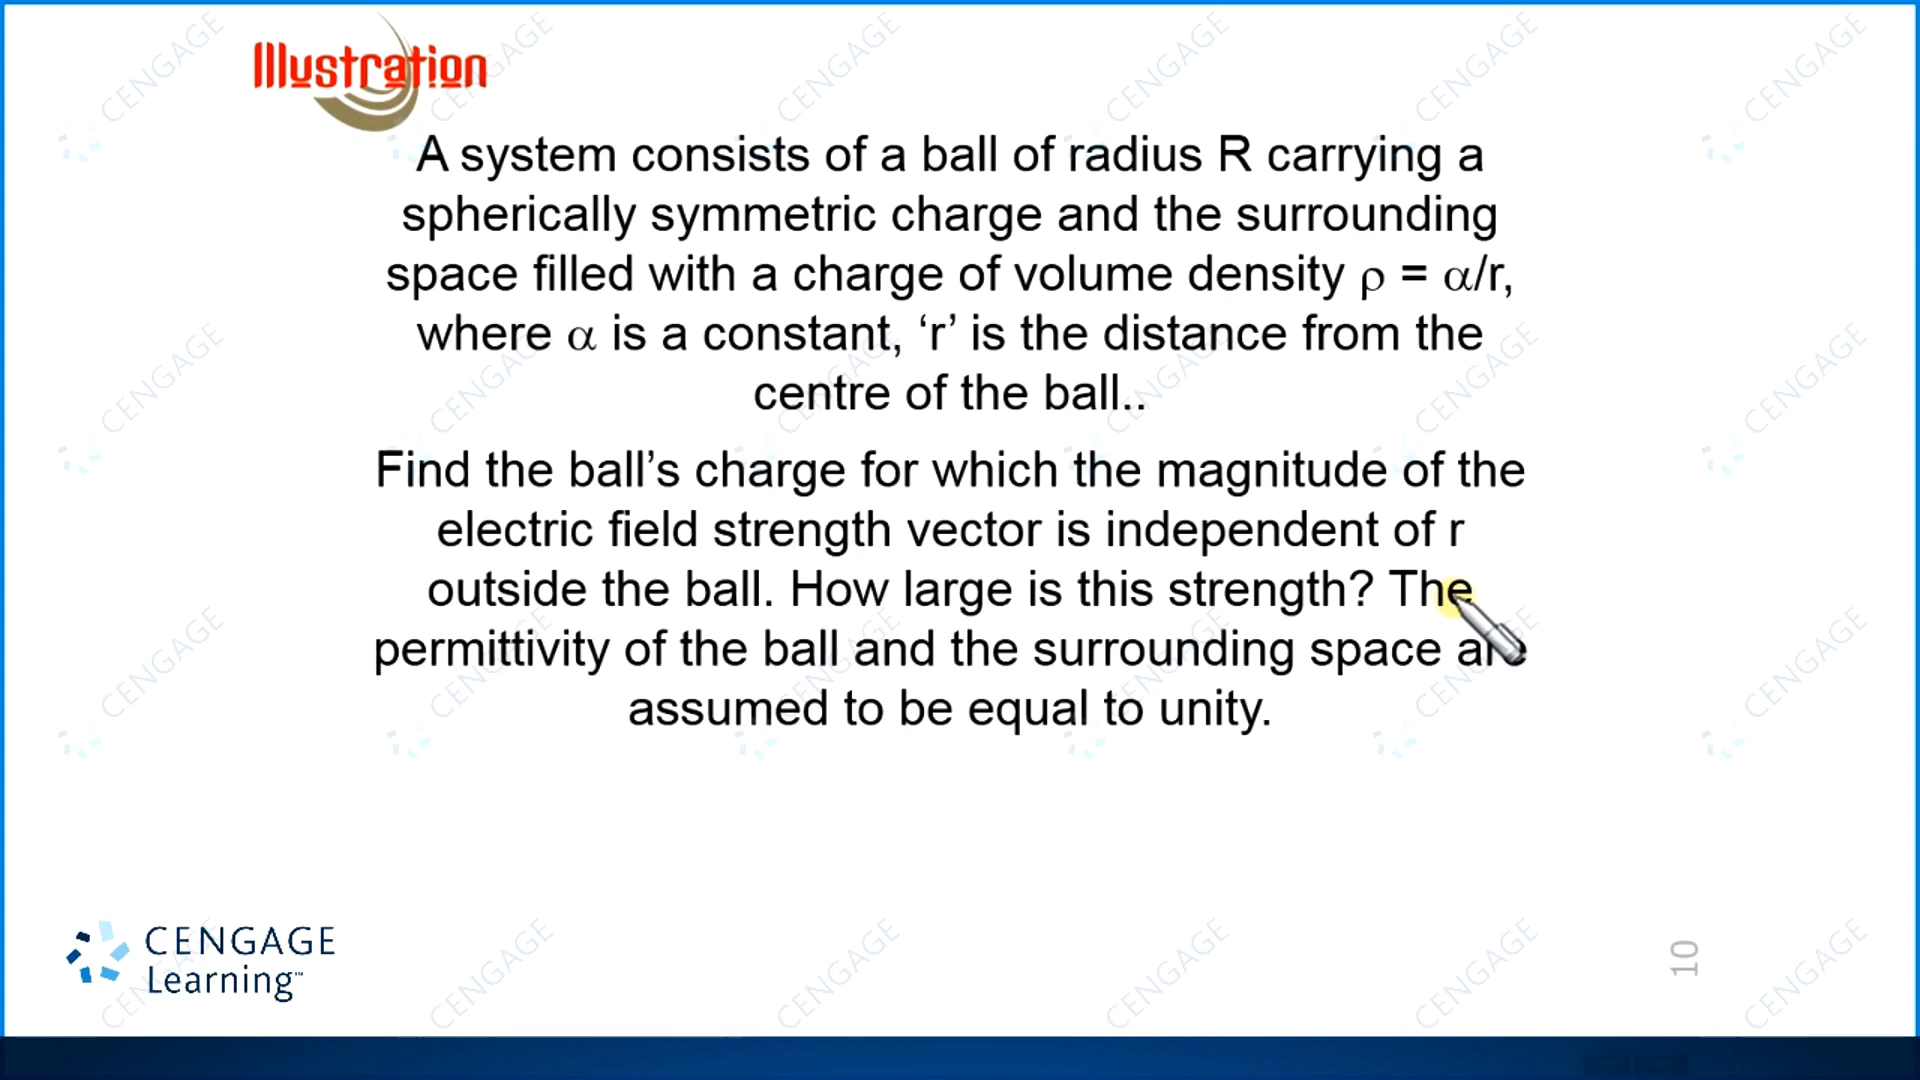 Illustration
A system consists of a ball of radius R carrying a
spherically symmetric charge and the surrounding
space filled with a charge of volume density ρ = α/r,
where α is a constant, ‘r’ is the distance from the
centre of the ball..
Find the ball’s charge for which the magnitude of the
electric field strength vector is independent of r
outside the ball. How large is this strength? The
permittivity of the ball and the surrounding space are
assumed to be equal to unity.
CENGAGE
Learning™
10